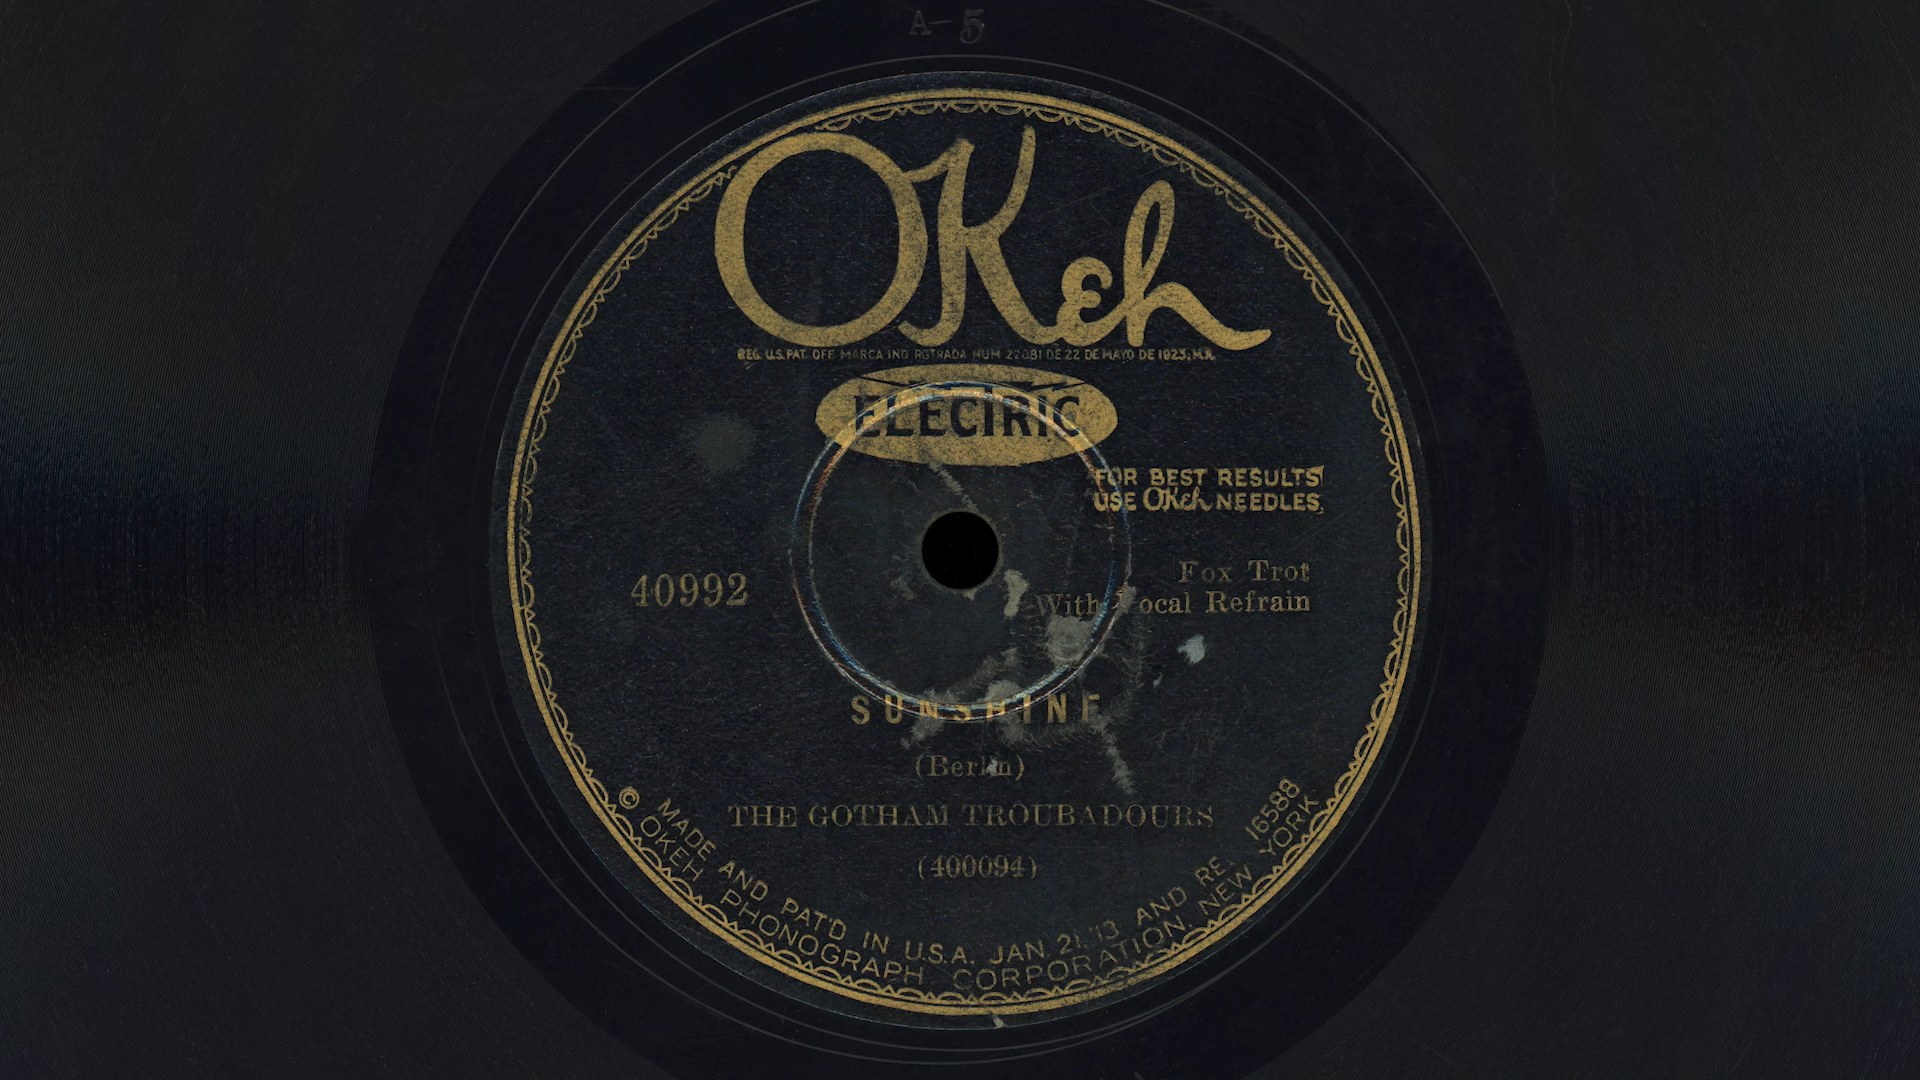 A-5
OKeh
REG. U.S. PAT. OFF. MARCA IND. RGTRADA NUM 22081 DE 22 DE MAYO DE 1923, M.R.
ELECTRIC
FOR BEST RESULTS
USE OKeh NEEDLES
40992
Fox Trot
With Vocal Refrain
SUNSHINE
(Berlin)
THE GOTHAM TROUBADOURS
(400094)
© MADE AND PAT'D IN U.S.A. JAN. 21, '13 AND RE. 16588
OKEH PHONOGRAPH CORPORATION, NEW YORK